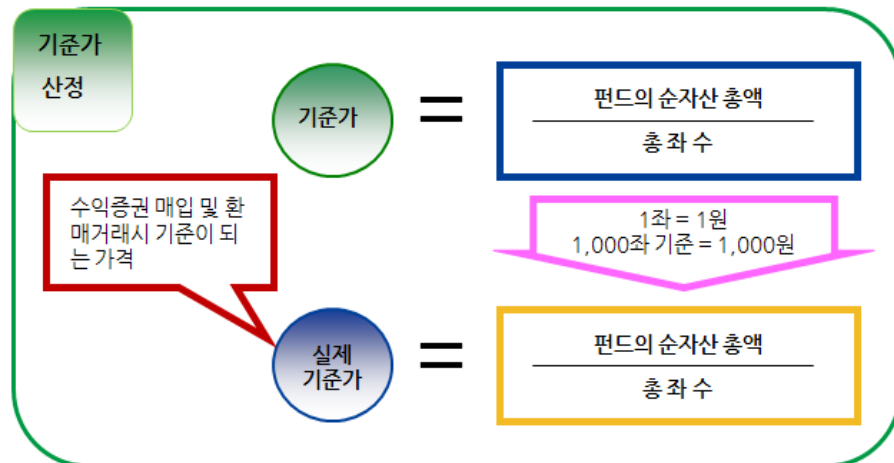 기준가
산정
기준가
=
펀드의 순자산 총액
총 좌 수
수익증권 매입 및 환
매거래시 기준이 되
는 가격
1좌 = 1원
1,000좌 기준 = 1,000원
실제
기준가
=
펀드의 순자산 총액
총 좌 수